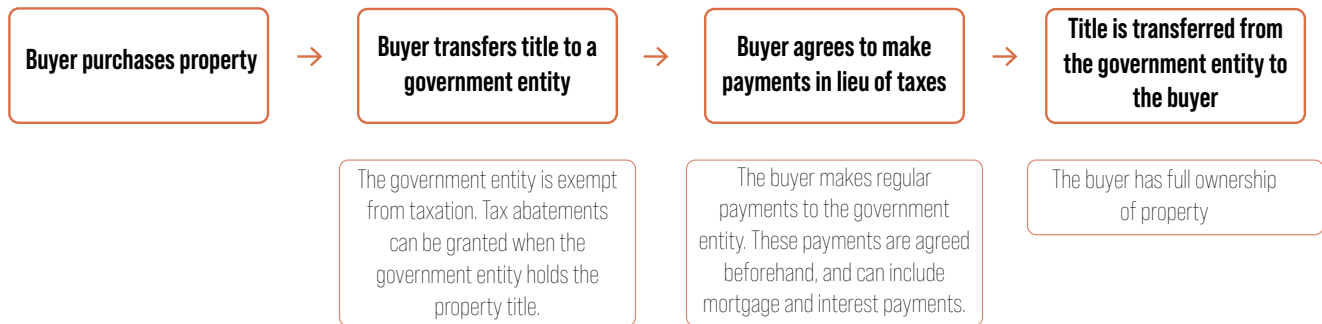 Buyer purchases property
Buyer transfers title to a
government entity
Buyer agrees to make
payments in lieu of taxes
Title is transferred from
the government entity to
the buyer
The government entity is exempt
from taxation. Tax abatements
can be granted when the
government entity holds the
property title.
The buyer makes regular
payments to the government
entity. These payments are agreed
beforehand, and can include
mortgage and interest payments.
The buyer has full ownership
of property